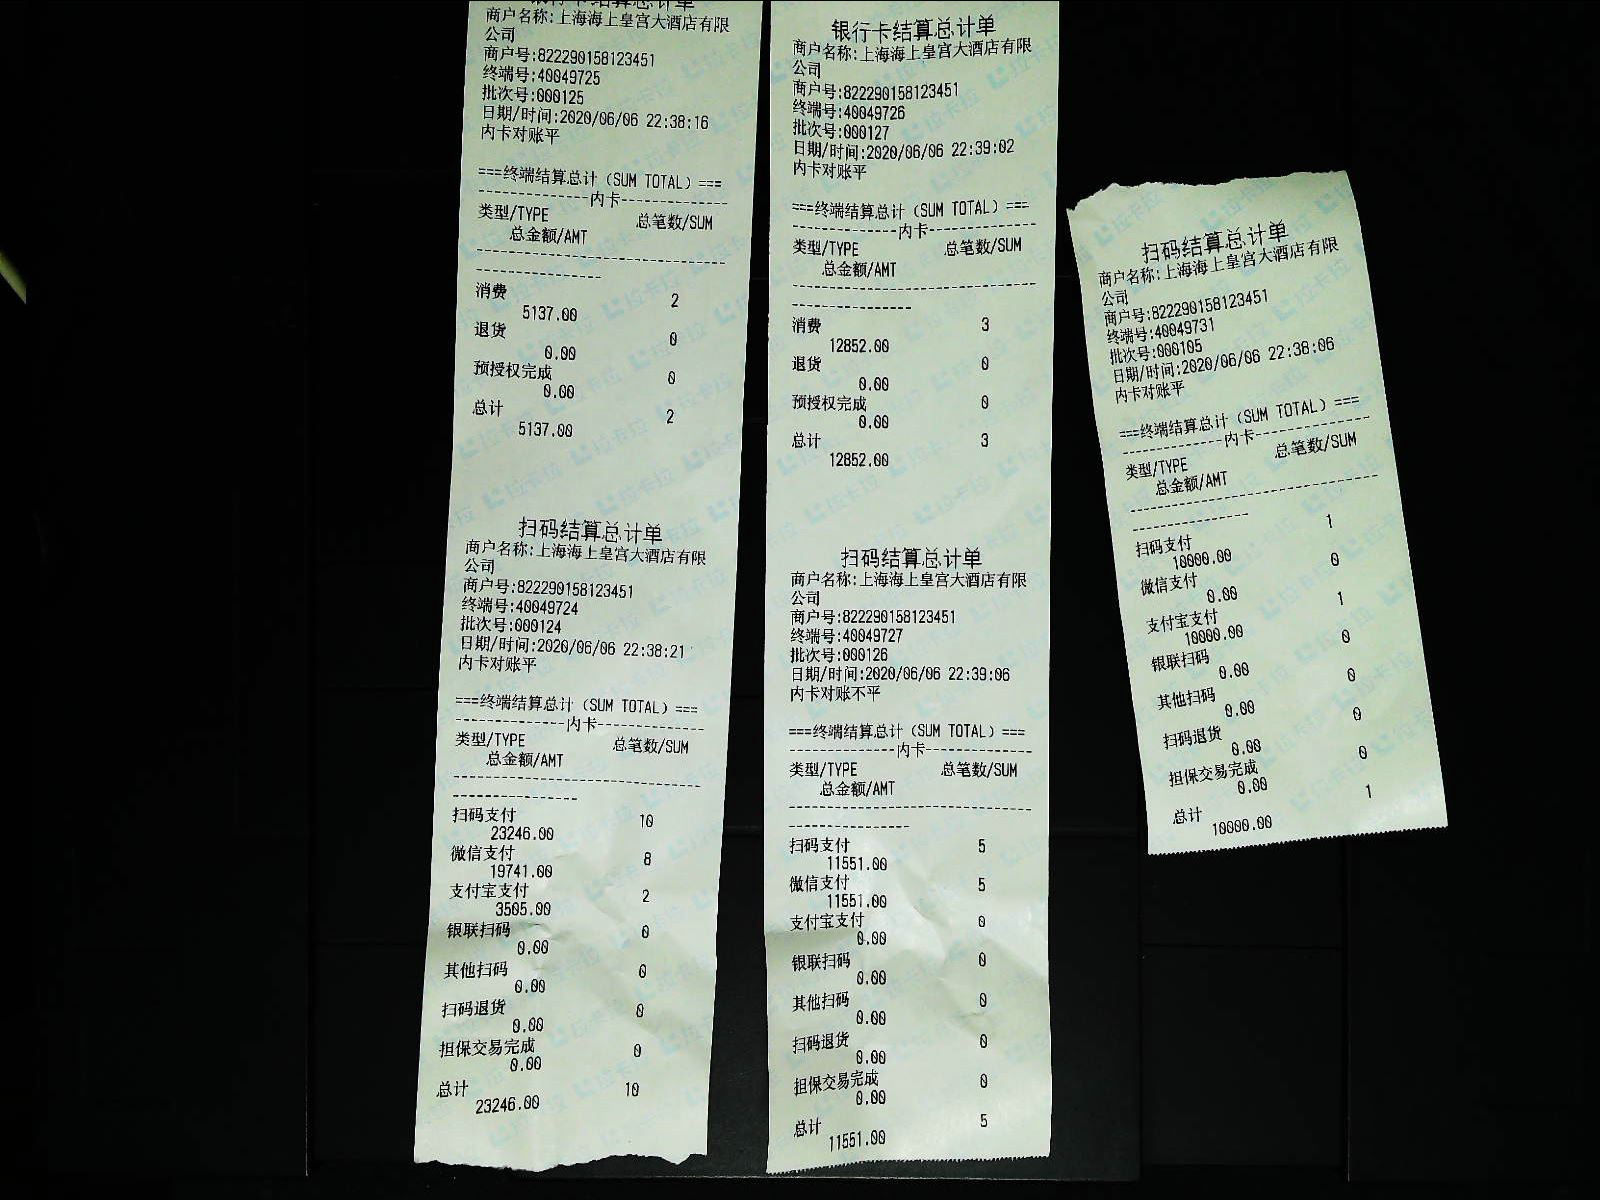 银行卡结算总计单
商户名称:上海海上皇宫大酒店有限
公司
商户号:822290158123451
终端号:40049725
批次号:000125
日期/时间:2020/06/06 22:38:16
内卡对账平
===终端结算总计(SUM TOTAL)===
--------------内卡----------------
类型/TYPE 总笔数/SUM
总金额/AMT
消费 2
5137.00
退货 0
0.00
预授权完成 0
0.00
总计 2
5137.00
扫码结算总计单
商户名称:上海海上皇宫大酒店有限
公司
商户号:822290158123451
终端号:40049724
批次号:000124
日期/时间:2020/06/06 22:38:21
内卡对账平
===终端结算总计(SUM TOTAL)===
--------------内卡----------------
类型/TYPE 总笔数/SUM
总金额/AMT
扫码支付 10
23246.00
微信支付 8
19741.00
支付宝支付 2
3505.00
银联扫码 0
0.00
其他扫码 0
0.00
扫码退货 0
0.00
担保交易完成 0
0.00
总计 10
23246.00
银行卡结算总计单
商户名称:上海海上皇宫大酒店有限
公司
商户号:822290158123451
终端号:40049726
批次号:000127
日期/时间:2020/06/06 22:39:02
内卡对账平
===终端结算总计(SUM TOTAL)===
--------------内卡----------------
类型/TYPE 总笔数/SUM
总金额/AMT
消费 3
12852.00
退货 0
0.00
预授权完成 0
0.00
总计 3
12852.00
扫码结算总计单
商户名称:上海海上皇宫大酒店有限
公司
商户号:822290158123451
终端号:40049727
批次号:000126
日期/时间:2020/06/06 22:39:06
内卡对账不平
===终端结算总计(SUM TOTAL)===
--------------内卡----------------
类型/TYPE 总笔数/SUM
总金额/AMT
扫码支付 5
11551.00
微信支付 5
11551.00
支付宝支付 0
0.00
银联扫码 0
0.00
其他扫码 0
0.00
扫码退货 0
0.00
担保交易完成 0
0.00
总计 5
11551.00
扫码结算总计单
商户名称:上海海上皇宫大酒店有限
公司
商户号:822290158123451
终端号:40049731
批次号:000105
日期/时间:2020/06/06 22:38:06
内卡对账平
===终端结算总计(SUM TOTAL)===
--------------内卡----------------
类型/TYPE 总笔数/SUM
总金额/AMT
扫码支付 1
10000.00
微信支付 0
0.00
支付宝支付 1
10000.00
银联扫码 0
0.00
其他扫码 0
0.00
扫码退货 0
0.00
担保交易完成 0
0.00
总计 1
10000.00